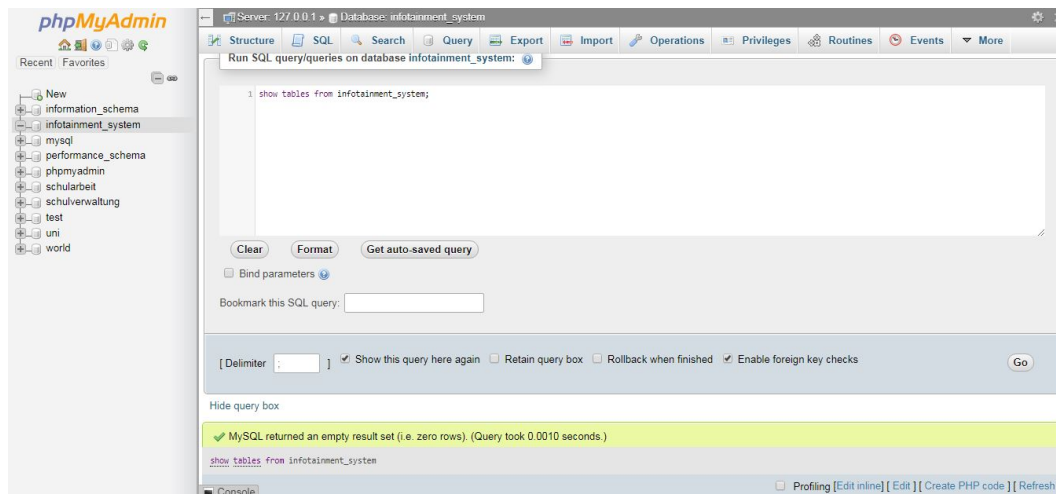 phpMyAdmin
Recent Favorites
New
information_schema
infotainment_system
mysql
performance_schema
phpmyadmin
schularbeit
schulverwaltung
test
uni
world
Server: 127.0.0.1 » Database: infotainment_system
Structure SQL Search Query Export Import Operations Privileges Routines Events More
Run SQL query/queries on database infotainment_system:
1 show tables from infotainment_system;
Clear Format Get auto-saved query
Bind parameters
Bookmark this SQL query:
[ Delimiter ; ] Show this query here again Retain query box Rollback when finished Enable foreign key checks Go
Hide query box
MySQL returned an empty result set (i.e. zero rows). (Query took 0.0010 seconds.)
show tables from infotainment_system
Profiling [Edit inline] [ Edit ] [ Create PHP code ] [ Refresh
Console